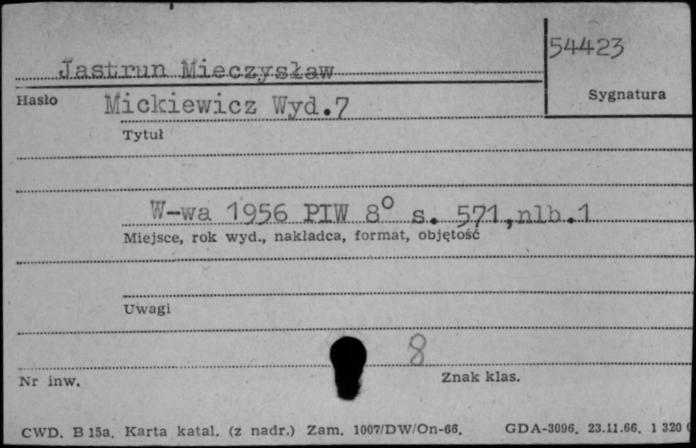 54423
Jastrun Mieczysław
Hasło
Sygnatura
Mickiewicz Wyd.7
Tytuł
W-wa 1956 PIW 8° s. 571,nlb.1
Miejsce, rok wyd., nakładca, format, objętość
Uwagi
8
Nr inw.
Znak klas.
CWD. B 15a. Karta katal. (z nadr.) Zam. 1007/DW/On-66. GDA-3096. 23.11.66. 1 320